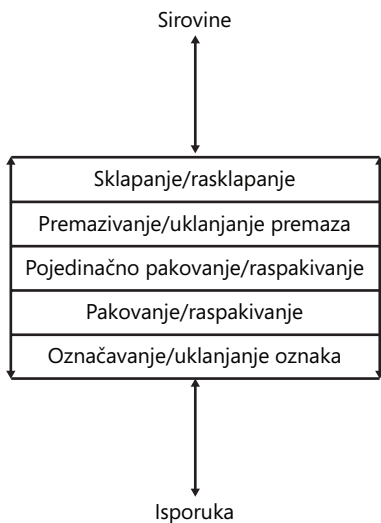 Sirovine
Sklapanje/rasklapanje
Premazivanje/uklanjanje premaza
Pojedinačno pakovanje/raspakivanje
Pakovanje/raspakivanje
Označavanje/uklanjanje oznaka
Isporuka